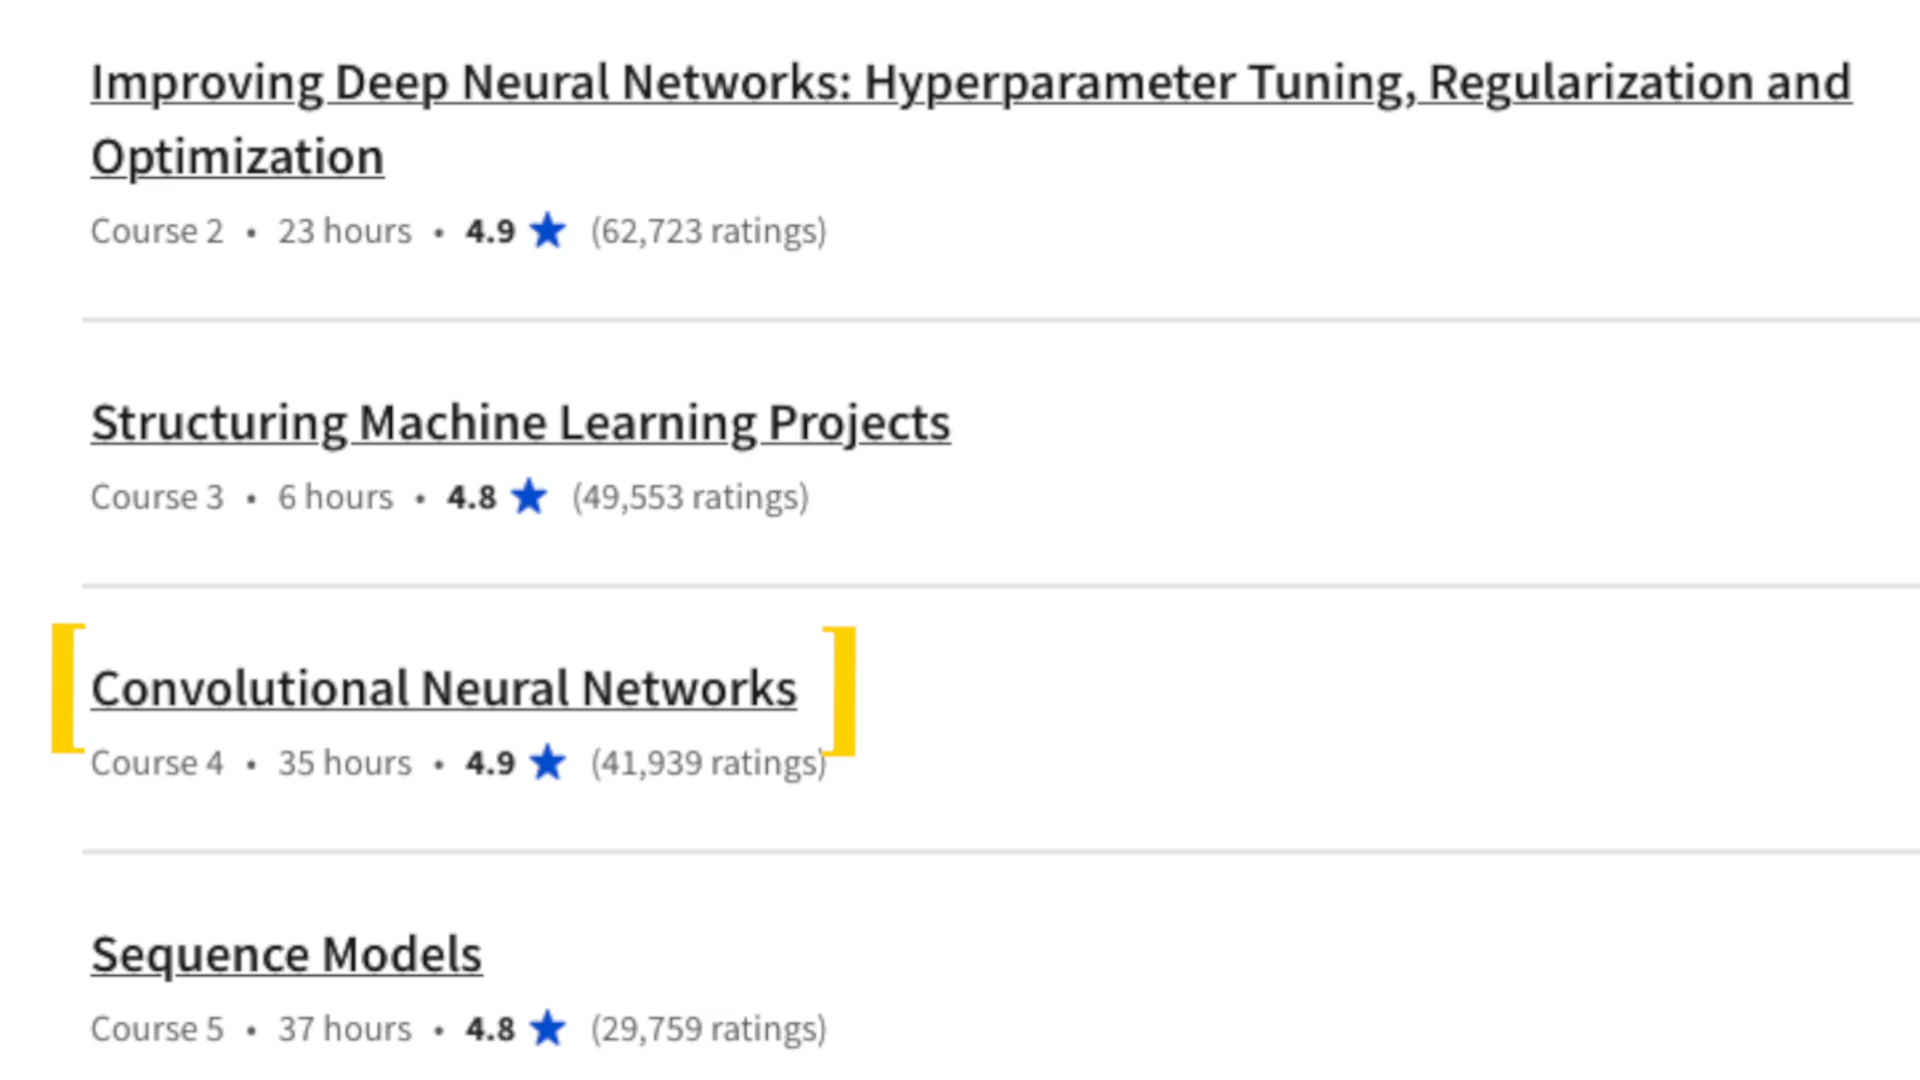 Improving Deep Neural Networks: Hyperparameter Tuning, Regularization and
Optimization
Course 2 • 23 hours • 4.9 ★ (62,723 ratings)
Structuring Machine Learning Projects
Course 3 • 6 hours • 4.8 ★ (49,553 ratings)
[Convolutional Neural Networks]
Course 4 • 35 hours • 4.9 ★ (41,939 ratings)
Sequence Models
Course 5 • 37 hours • 4.8 ★ (29,759 ratings)